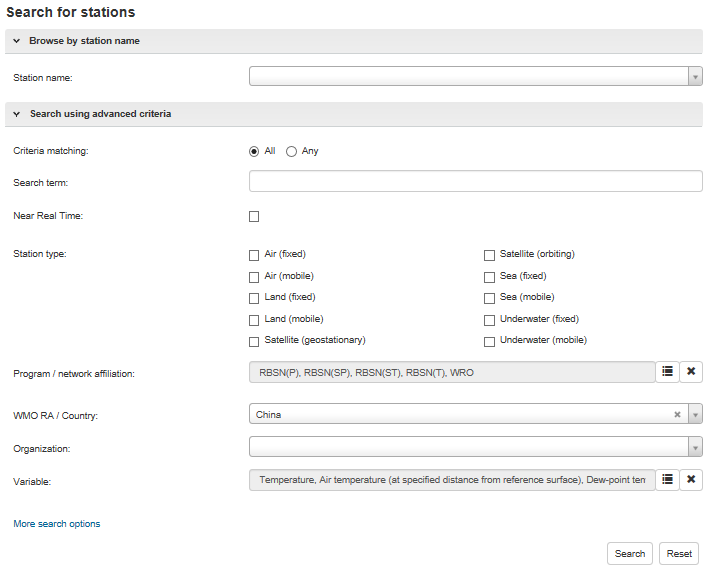 Search for stations
Browse by station name
Station name:
Search using advanced criteria
Criteria matching: All Any
Search term:
Near Real Time:
Station type: Air (fixed) Satellite (orbiting)
Air (mobile) Sea (fixed)
Land (fixed) Sea (mobile)
Land (mobile) Underwater (fixed)
Satellite (geostationary) Underwater (mobile)
Program / network affiliation: RBSN(P), RBSN(SP), RBSN(ST), RBSN(T), WRO
WMO RA / Country: China
Organization:
Variable: Temperature, Air temperature (at specified distance from reference surface), Dew-point
More search options
Search Reset